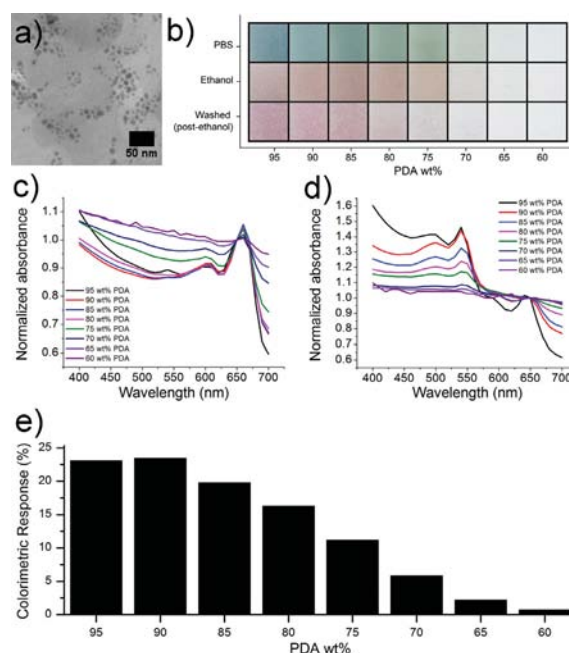 a)
50 nm
b)
PBS
Ethanol
Washed
(post-ethanol)
95 90 85 80 75 70 65 60
PDA wt%
c)
Normalized absorbance
1.1
1.0
0.9
0.8
0.7
0.6
95 wt% PDA
90 wt% PDA
85 wt% PDA
80 wt% PDA
75 wt% PDA
70 wt% PDA
65 wt% PDA
60 wt% PDA
400 450 500 550 600 650 700
Wavelength (nm)
d)
Normalized absorbance
1.6
1.5
1.4
1.3
1.2
1.1
1.0
0.9
0.8
0.7
0.6
95 wt% PDA
90 wt% PDA
85 wt% PDA
80 wt% PDA
75 wt% PDA
70 wt% PDA
65 wt% PDA
60 wt% PDA
400 450 500 550 600 650 700
Wavelength (nm)
e)
Colorimetric Response (%)
25
20
15
10
5
0
95 90 85 80 75 70 65 60
PDA wt%